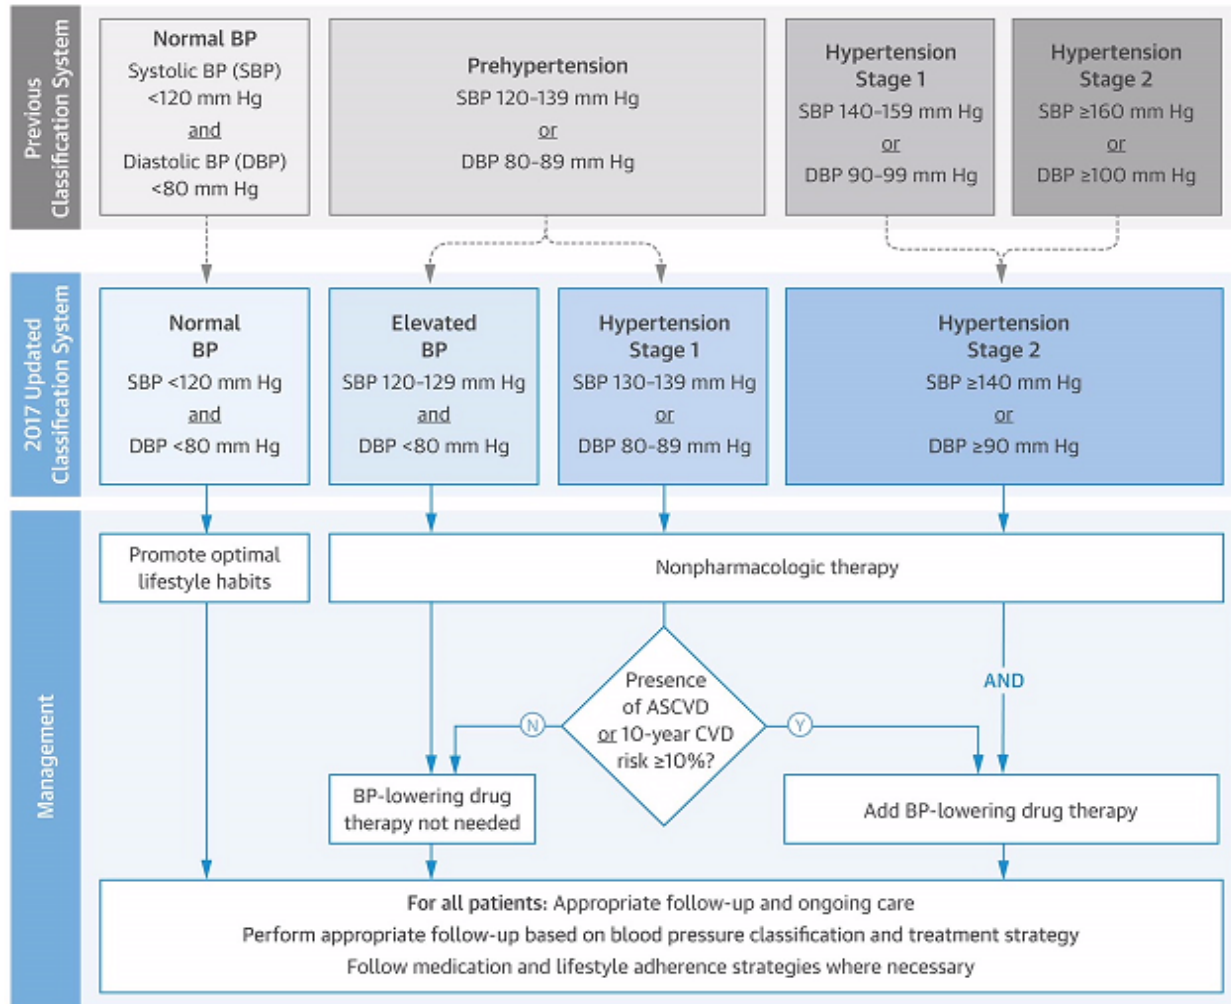 Previous
Classification System
Normal BP
Systolic BP (SBP)
<120 mm Hg
and
Diastolic BP (DBP)
<80 mm Hg
Prehypertension
SBP 120-139 mm Hg
or
DBP 80-89 mm Hg
Hypertension
Stage 1
SBP 140-159 mm Hg
or
DBP 90-99 mm Hg
Hypertension
Stage 2
SBP ≥160 mm Hg
or
DBP ≥100 mm Hg
2017 Updated
Classification System
Normal
BP
SBP <120 mm Hg
and
DBP <80 mm Hg
Elevated
BP
SBP 120-129 mm Hg
and
DBP <80 mm Hg
Hypertension
Stage 1
SBP 130-139 mm Hg
or
DBP 80-89 mm Hg
Hypertension
Stage 2
SBP ≥140 mm Hg
or
DBP ≥90 mm Hg
Management
Promote optimal
lifestyle habits
Nonpharmacologic therapy
Presence
of ASCVD
or 10-year CVD
risk ≥10%?
N
Y
AND
BP-lowering drug
therapy not needed
Add BP-lowering drug therapy
For all patients: Appropriate follow-up and ongoing care
Perform appropriate follow-up based on blood pressure classification and treatment strategy
Follow medication and lifestyle adherence strategies where necessary